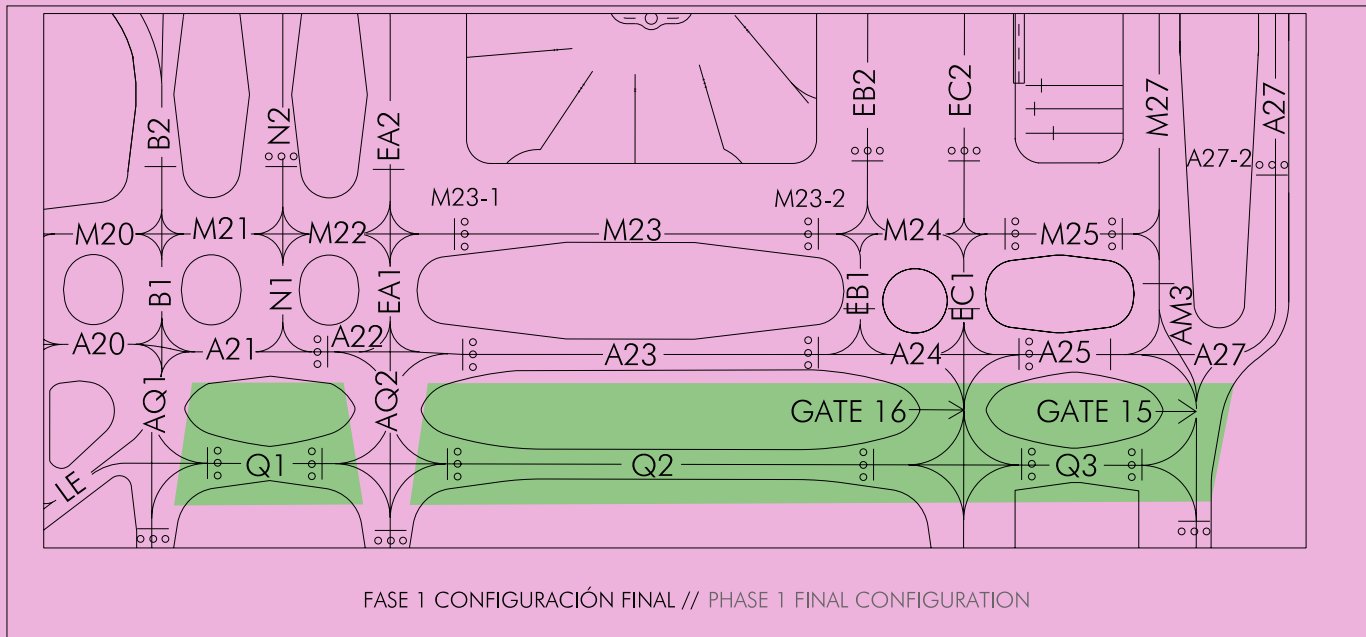 B2
N2
EA2
EB2
EC2
M27
A27
A27-2
M23-1
M23-2
M20
M21
M22
M23
M24
M25
B1
N1
EA1
EB1
EC1
AM3
A20
A21
A22
A23
A24
A25
A27
AQ1
AQ2
GATE 16
GATE 15
LE
Q1
Q2
Q3
FASE 1 CONFIGURACIÓN FINAL // PHASE 1 FINAL CONFIGURATION